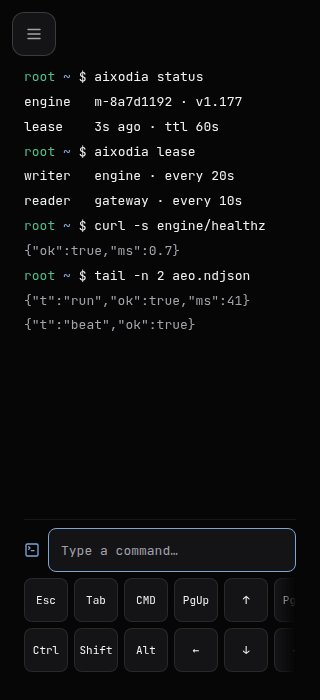 root ~ $ aixodia status
engine   m-8a7d1192 · v1.177
lease    3s ago · ttl 60s
root ~ $ aixodia lease
writer   engine · every 20s
reader   gateway · every 10s
root ~ $ curl -s engine/healthz
{"ok":true,"ms":0.7}
root ~ $ tail -n 2 aeo.ndjson
{"t":"run","ok":true,"ms":41}
{"t":"beat","ok":true}
Type a command…
Esc Tab CMD PgUp ↑
Ctrl Shift Alt ← ↓